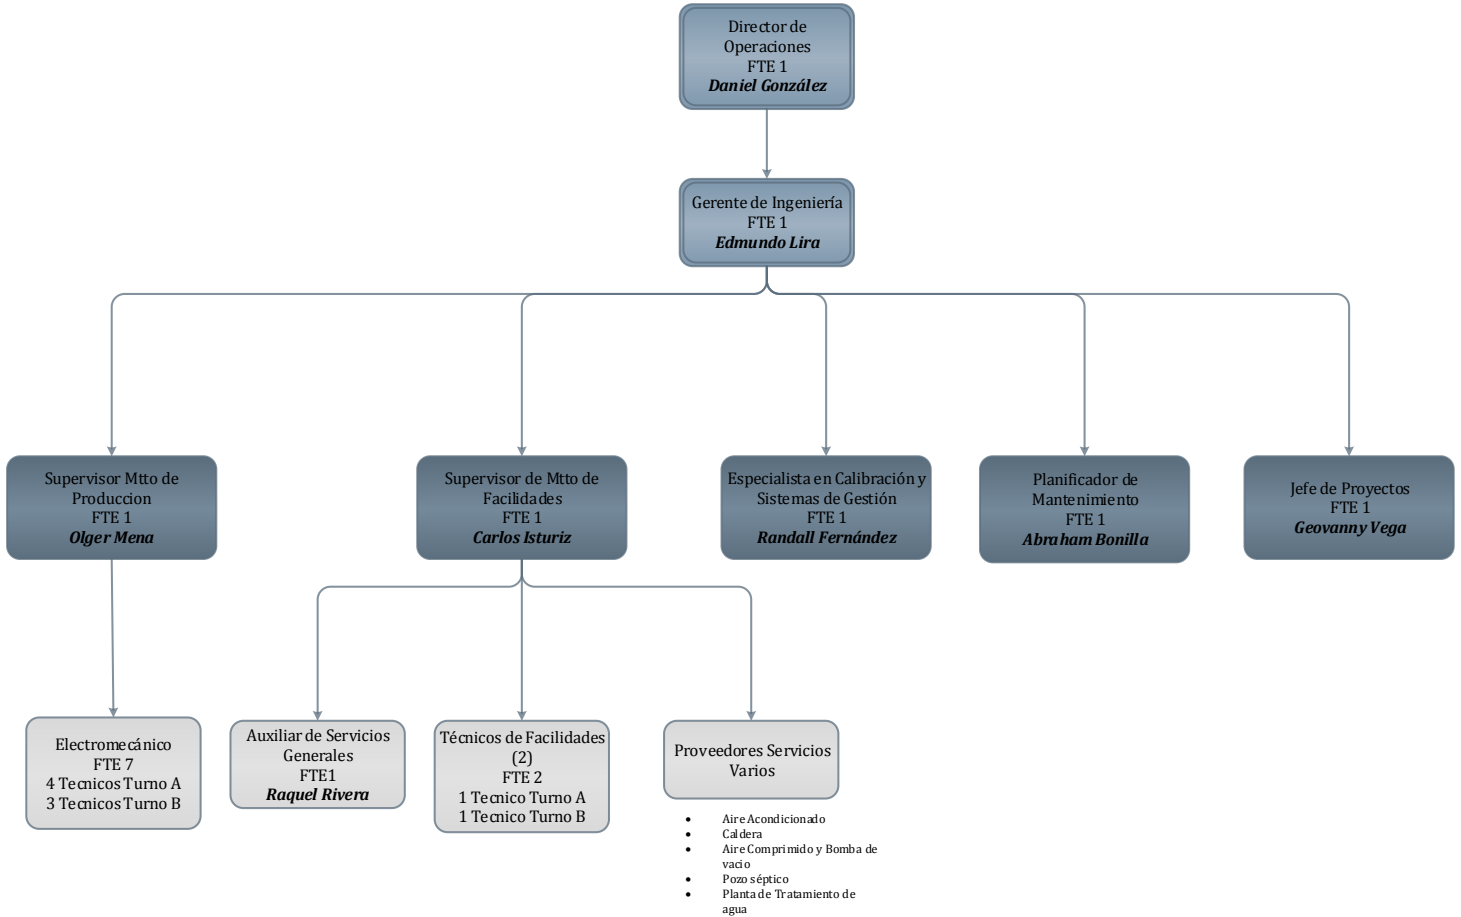 Director de
Operaciones
FTE 1
Daniel González
Gerente de Ingeniería
FTE 1
Edmundo Lira
Supervisor Mtto de
Produccion
FTE 1
Olger Mena
Supervisor de Mtto de
Facilidades
FTE 1
Carlos Isturiz
Especialista en Calibración y
Sistemas de Gestión
FTE 1
Randall Fernández
Planificador de
Mantenimiento
FTE 1
Abraham Bonilla
Jefe de Proyectos
FTE 1
Geovanny Vega
Electromecánico
FTE 7
4 Tecnicos Turno A
3 Tecnicos Turno B
Auxiliar de Servicios
Generales
FTE1
Raquel Rivera
Técnicos de Facilidades
(2)
FTE 2
1 Tecnico Turno A
1 Tecnico Turno B
Proveedores Servicios
Varios
• Aire Acondicionado
• Caldera
• Aire Comprimido y Bomba de
vacio
• Pozo séptico
• Planta de Tratamiento de
agua